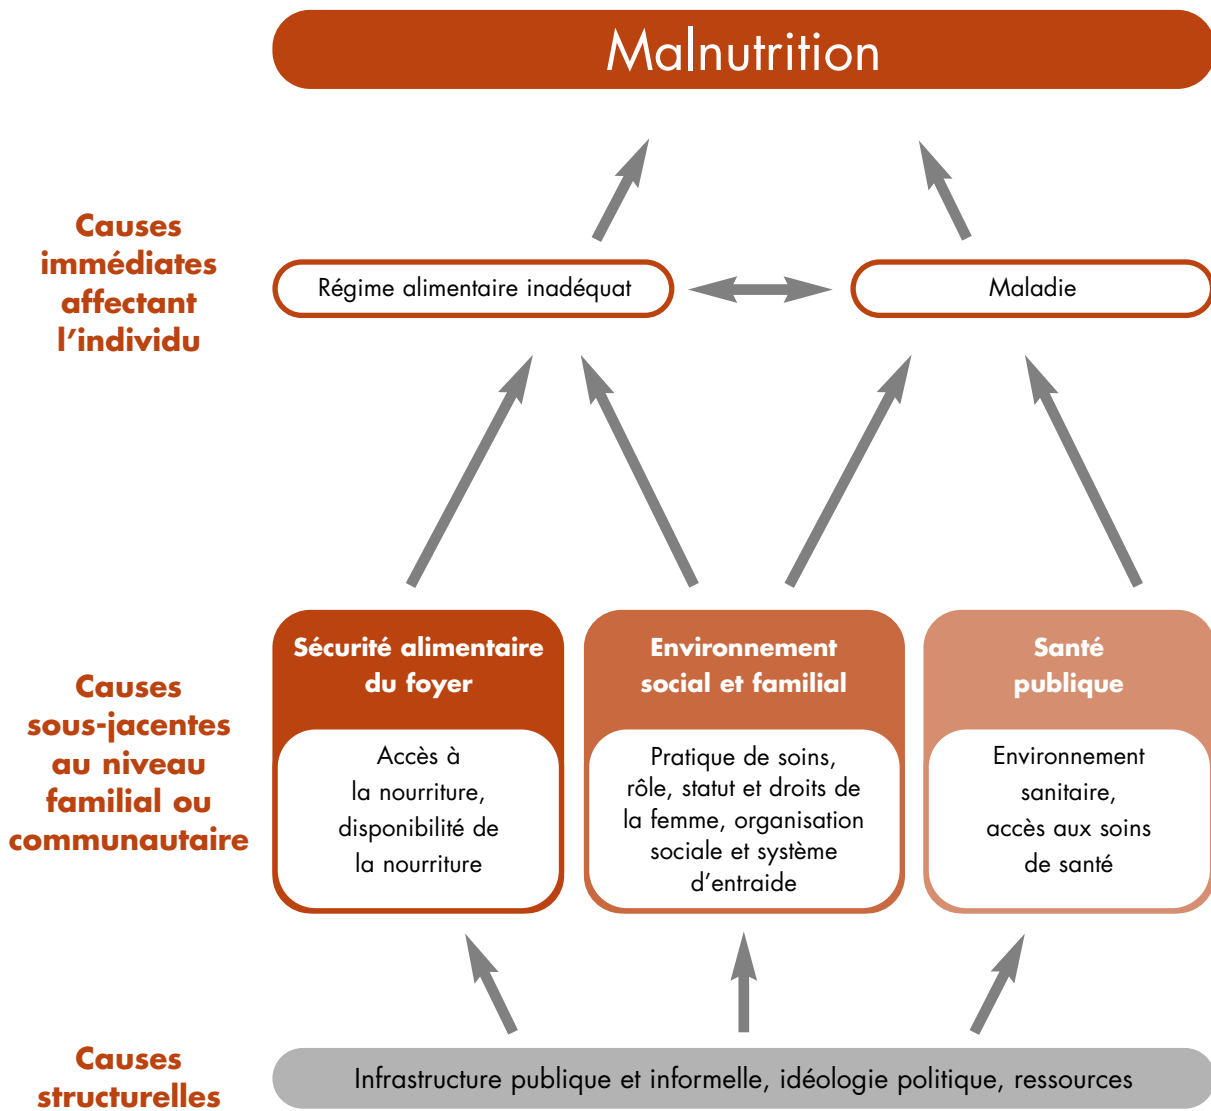 Malnutrition
Causes
immédiates
affectant
l’individu
Régime alimentaire inadéquat
Maladie
Causes
sous-jacentes
au niveau
familial ou
communautaire
Sécurité alimentaire
du foyer
Accès à
la nourriture,
disponibilité de
la nourriture
Environnement
social et familial
Pratique de soins,
rôle, statut et droits de
la femme, organisation
sociale et système
d’entraide
Santé
publique
Environnement
sanitaire,
accès aux soins
de santé
Causes
structurelles
Infrastructure publique et informelle, idéologie politique, ressources